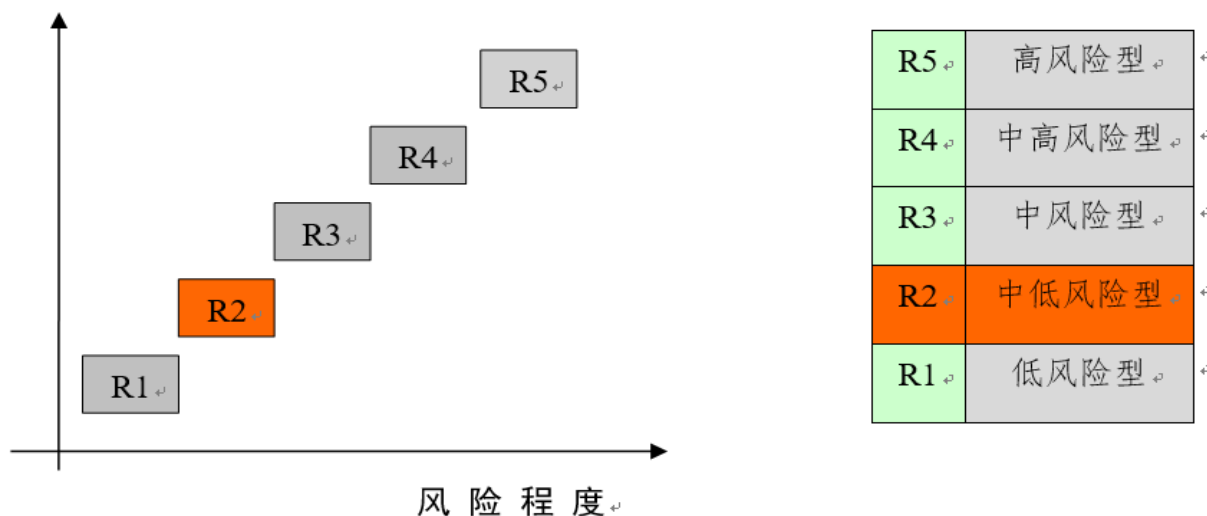 R5
R4
R3
R2
R1
风险程度
R5 高风险型
R4 中高风险型
R3 中风险型
R2 中低风险型
R1 低风险型